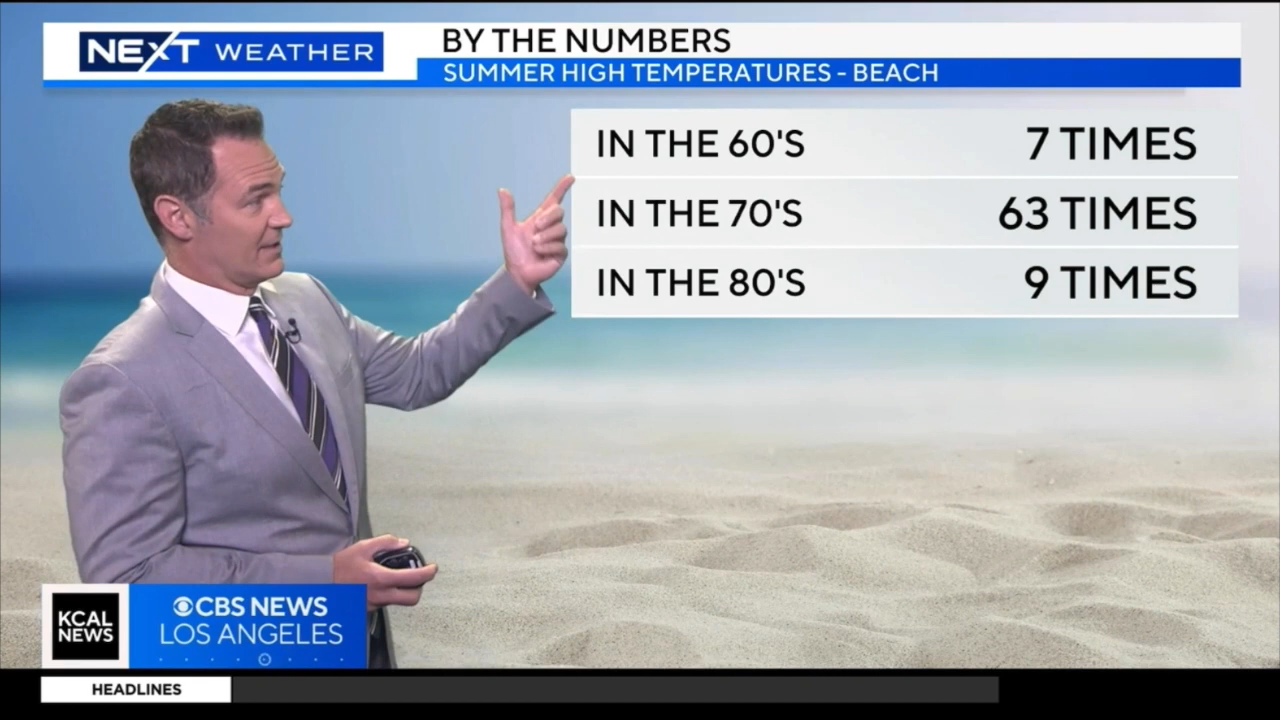 NEXT WEATHER
BY THE NUMBERS
SUMMER HIGH TEMPERATURES - BEACH
IN THE 60'S 7 TIMES
IN THE 70'S 63 TIMES
IN THE 80'S 9 TIMES
KCAL NEWS
CBS NEWS
LOS ANGELES
HEADLINES